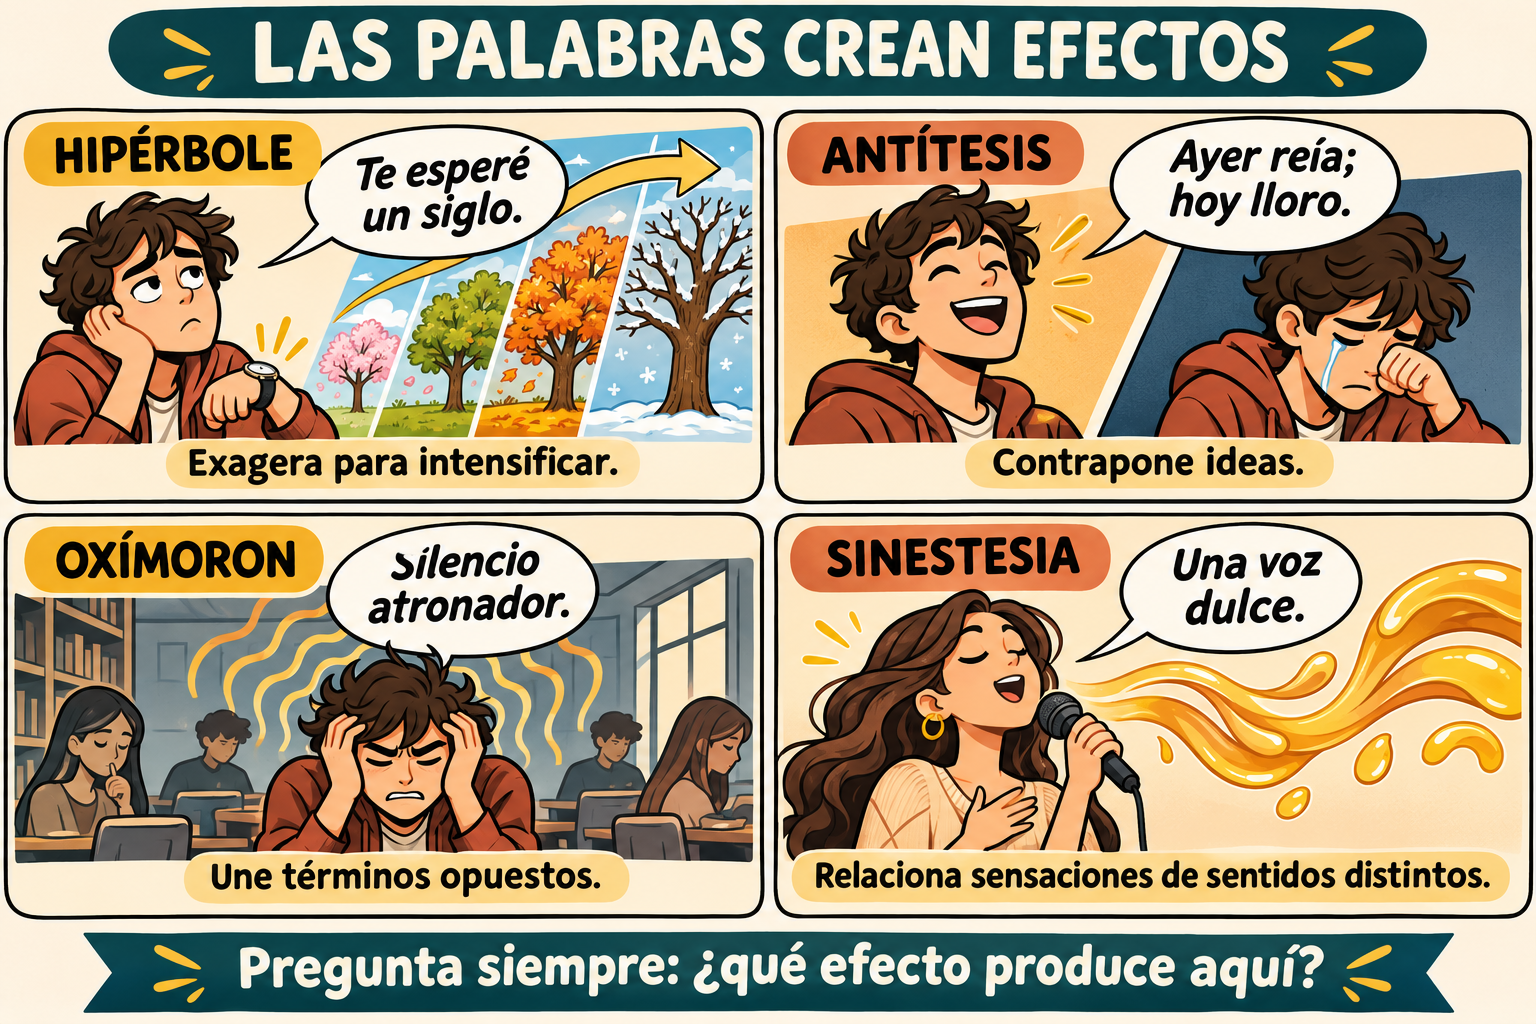 LAS PALABRAS CREAN EFECTOS
HIPÉRBOLE
Te esperé
un siglo.
Exagera para intensificar.
ANTÍTESIS
Ayer reía;
hoy lloro.
Contrapone ideas.
OXÍMORON
Silencio
atronador.
Une términos opuestos.
SINESTESIA
Una voz
dulce.
Relaciona sensaciones de sentidos distintos.
Pregunta siempre: ¿qué efecto produce aquí?